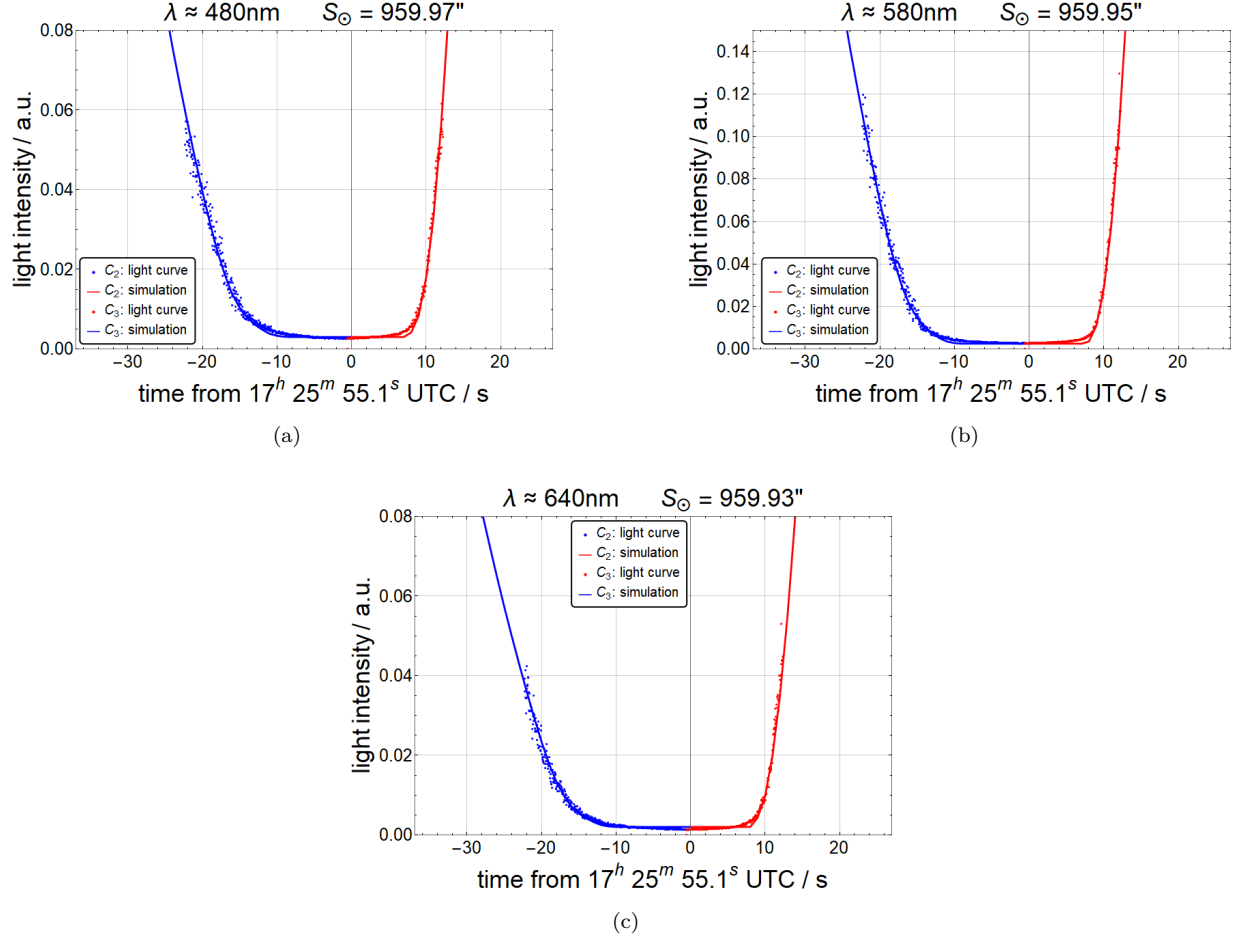 λ ≈ 480nm S⊙ = 959.97"
light intensity / a.u.
0.08
0.06
0.04
0.02
0.00
C2: light curve
C2: simulation
C3: light curve
C3: simulation
−30 −20 −10 0 10 20
time from 17h 25m 55.1s UTC / s
(a)
λ ≈ 580nm S⊙ = 959.95"
light intensity / a.u.
0.14
0.12
0.10
0.08
0.06
0.04
0.02
0.00
C2: light curve
C2: simulation
C3: light curve
C3: simulation
−30 −20 −10 0 10 20
time from 17h 25m 55.1s UTC / s
(b)
λ ≈ 640nm S⊙ = 959.93"
light intensity / a.u.
0.08
0.06
0.04
0.02
0.00
C2: light curve
C2: simulation
C3: light curve
C3: simulation
−30 −20 −10 0 10 20
time from 17h 25m 55.1s UTC / s
(c)